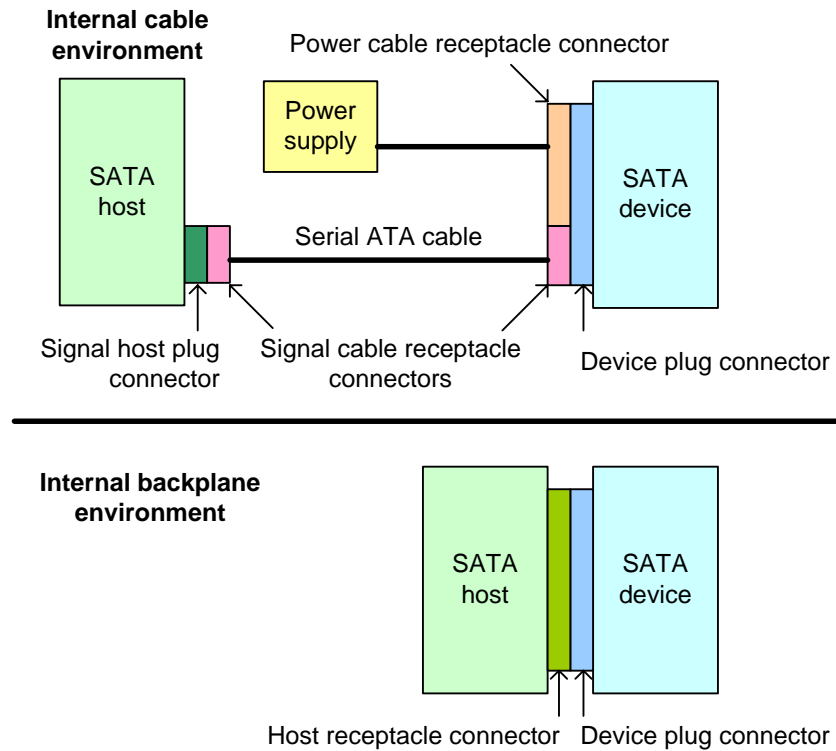 Internal cable
environment
Power cable receptacle connector
Power
supply
SATA
host
SATA
device
Serial ATA cable
Signal host plug
connector
Signal cable receptacle
connectors
Device plug connector
Internal backplane
environment
SATA
host
SATA
device
Host receptacle connector
Device plug connector